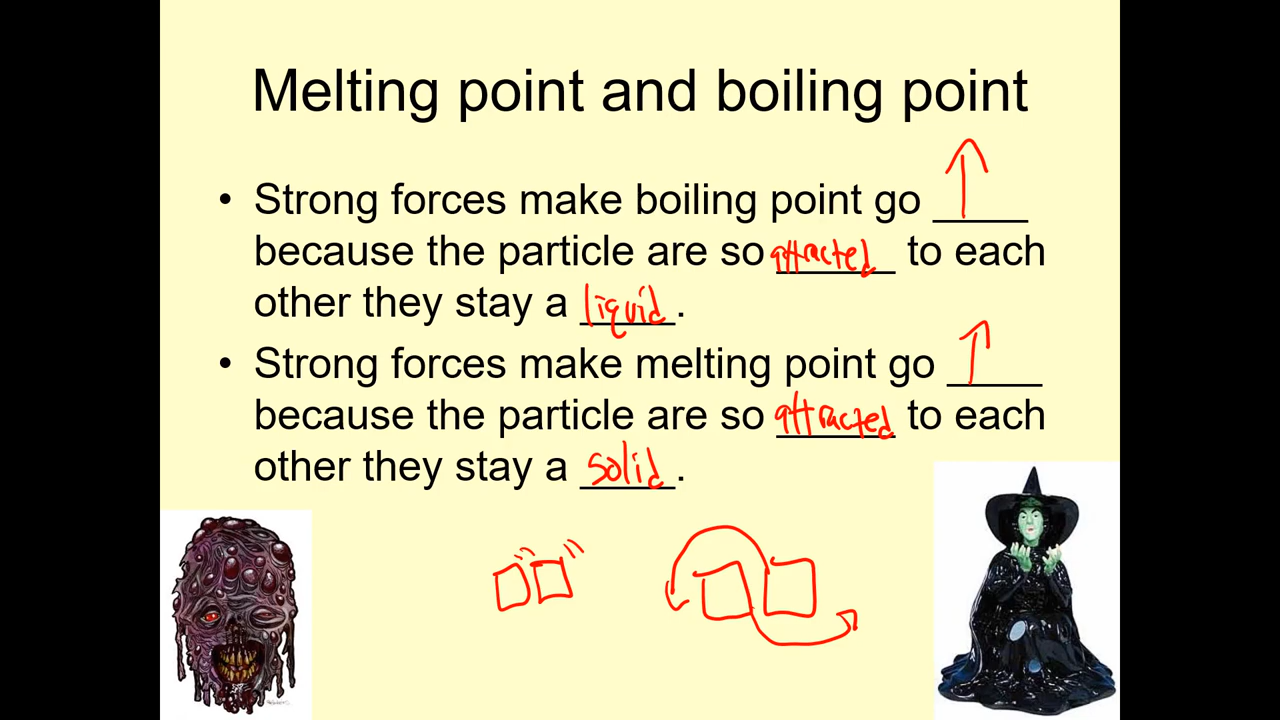 Melting point and boiling point
• Strong forces make boiling point go ↑
because the particle are so attracted to each
other they stay a liquid.
• Strong forces make melting point go ↑
because the particle are so attracted to each
other they stay a solid.